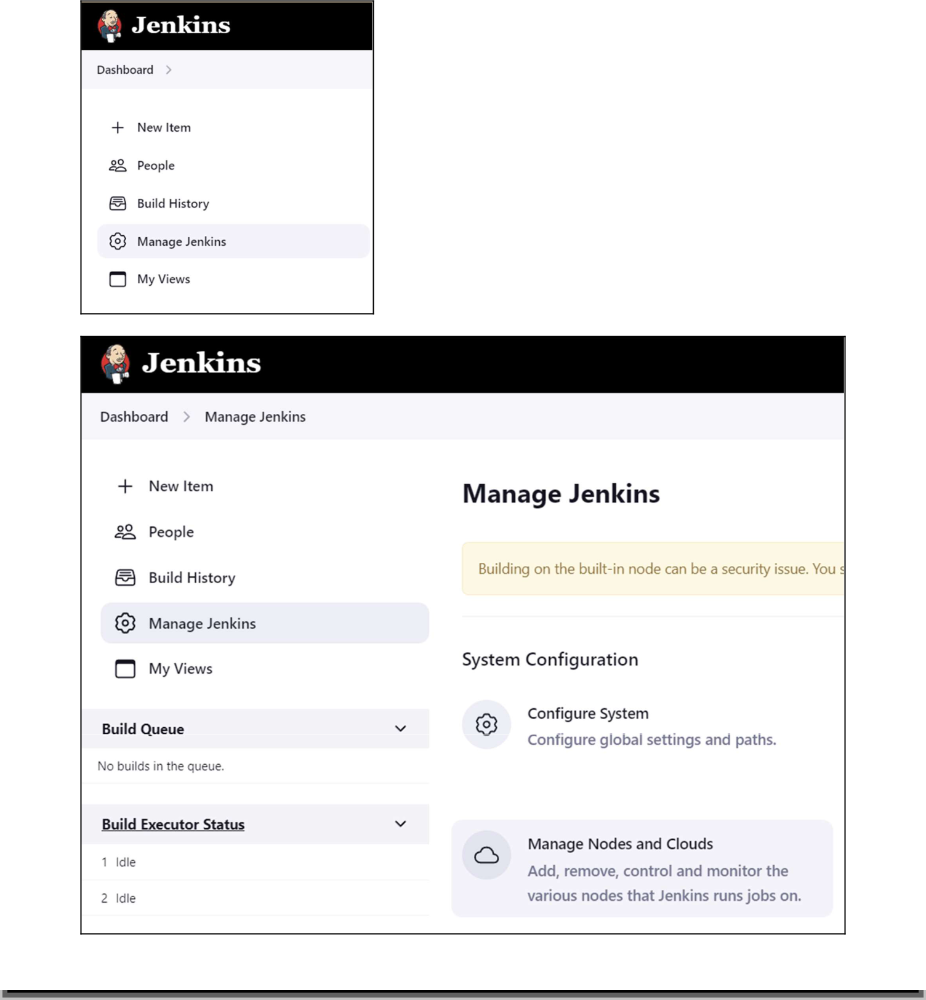 Jenkins
Dashboard
New Item
People
Build History
Manage Jenkins
My Views
Jenkins
Dashboard Manage Jenkins
New Item
People
Build History
Manage Jenkins
My Views
Build Queue
No builds in the queue.
Build Executor Status
1 Idle
2 Idle
Manage Jenkins
Building on the built-in node can be a security issue. You s
System Configuration
Configure System
Configure global settings and paths.
Manage Nodes and Clouds
Add, remove, control and monitor the
various nodes that Jenkins runs jobs on.